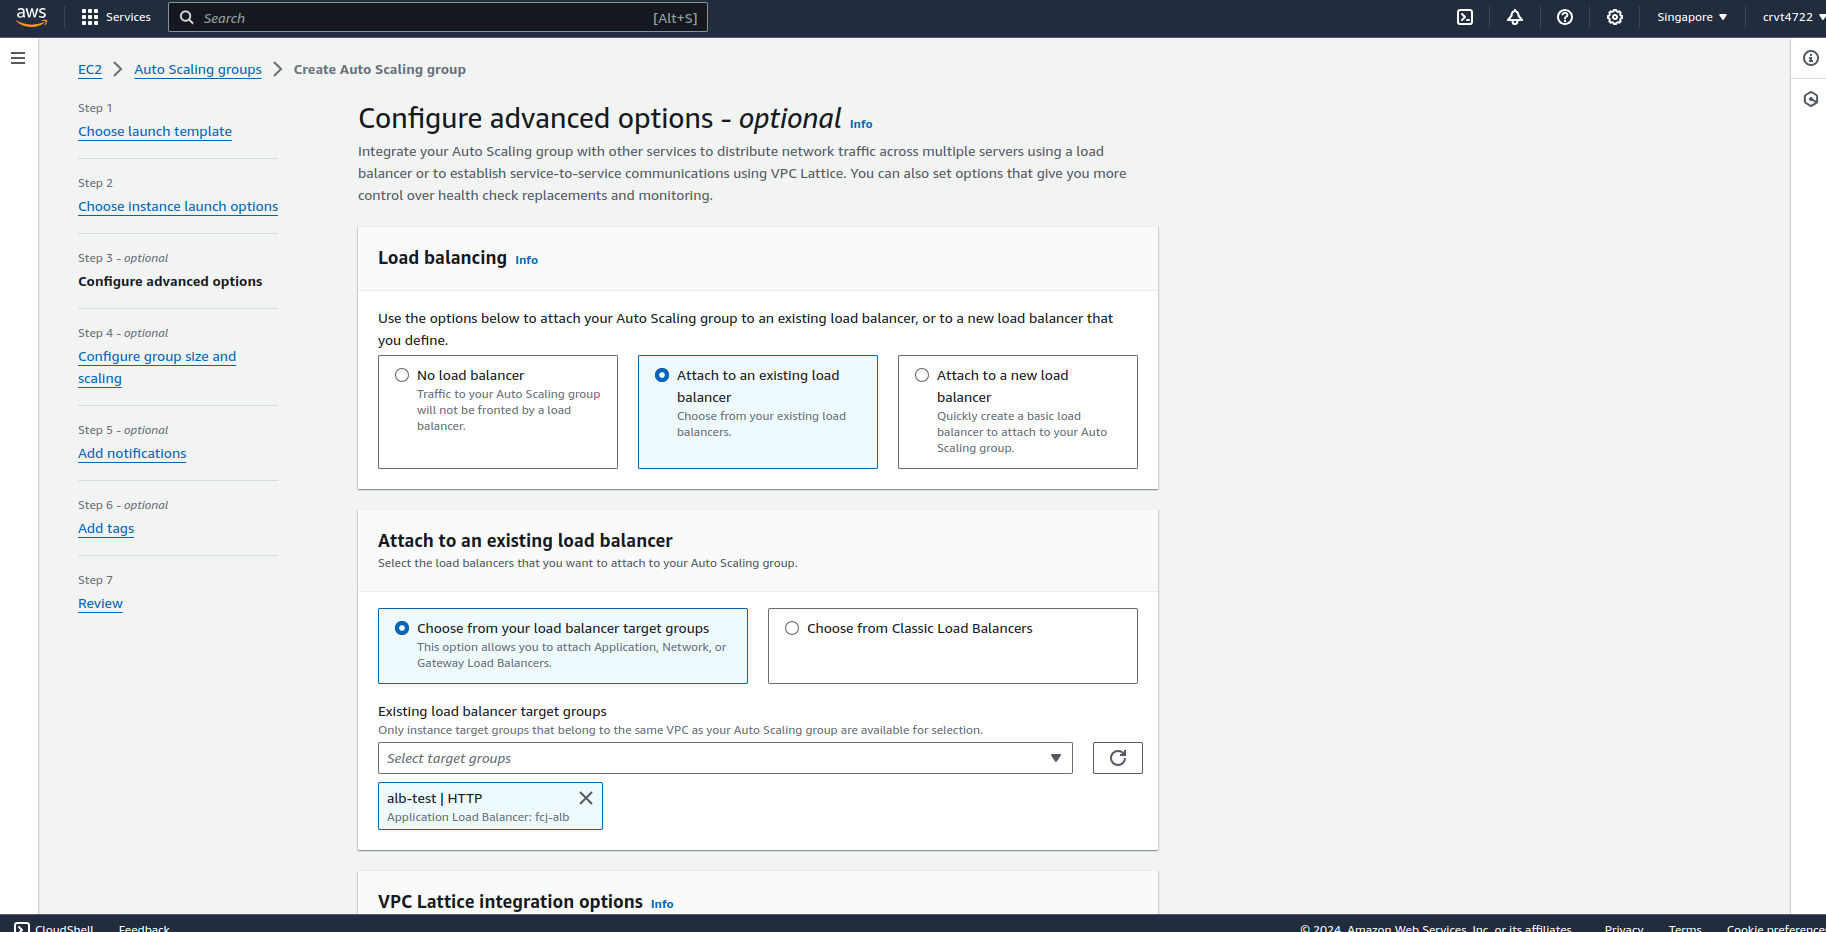 aws
Services
Search
[Alt+S]
Singapore
crvt4722
EC2
Auto Scaling groups
Create Auto Scaling group
Step 1
Choose launch template
Step 2
Choose instance launch options
Step 3 - optional
Configure advanced options
Step 4 - optional
Configure group size and
scaling
Step 5 - optional
Add notifications
Step 6 - optional
Add tags
Step 7
Review
Configure advanced options - optional Info
Integrate your Auto Scaling group with other services to distribute network traffic across multiple servers using a load
balancer or to establish service-to-service communications using VPC Lattice. You can also set options that give you more
control over health check replacements and monitoring.
Load balancing Info
Use the options below to attach your Auto Scaling group to an existing load balancer, or to a new load balancer that
you define.
No load balancer
Traffic to your Auto Scaling group
will not be fronted by a load
balancer.
Attach to an existing load
balancer
Choose from your existing load
balancers.
Attach to a new load
balancer
Quickly create a basic load
balancer to attach to your Auto
Scaling group.
Attach to an existing load balancer
Select the load balancers that you want to attach to your Auto Scaling group.
Choose from your load balancer target groups
This option allows you to attach Application, Network, or
Gateway Load Balancers.
Choose from Classic Load Balancers
Existing load balancer target groups
Only instance target groups that belong to the same VPC as your Auto Scaling group are available for selection.
Select target groups
alb-test | HTTP
Application Load Balancer: fcj-alb
VPC Lattice integration options Info
CloudShell
Feedback
© 2024, Amazon Web Services, Inc. or its affiliates.
Privacy
Terms
Cookie preferences